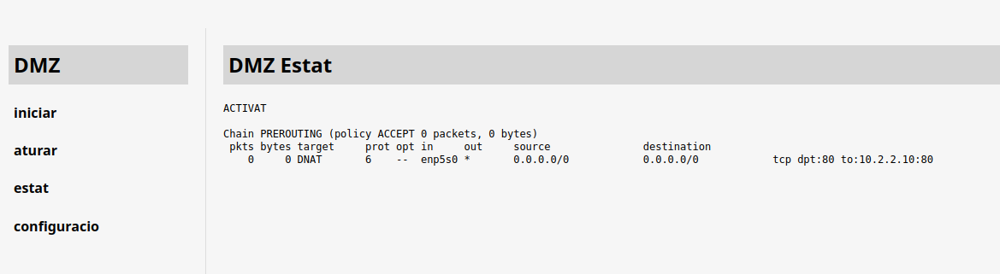 DMZ
iniciar
aturar
estat
configuracio
DMZ Estat
ACTIVAT
Chain PREROUTING (policy ACCEPT 0 packets, 0 bytes)
 pkts bytes target     prot opt in     out     source               destination
    0     0 DNAT       6    --  enp5s0 *       0.0.0.0/0            0.0.0.0/0            tcp dpt:80 to:10.2.2.10:80